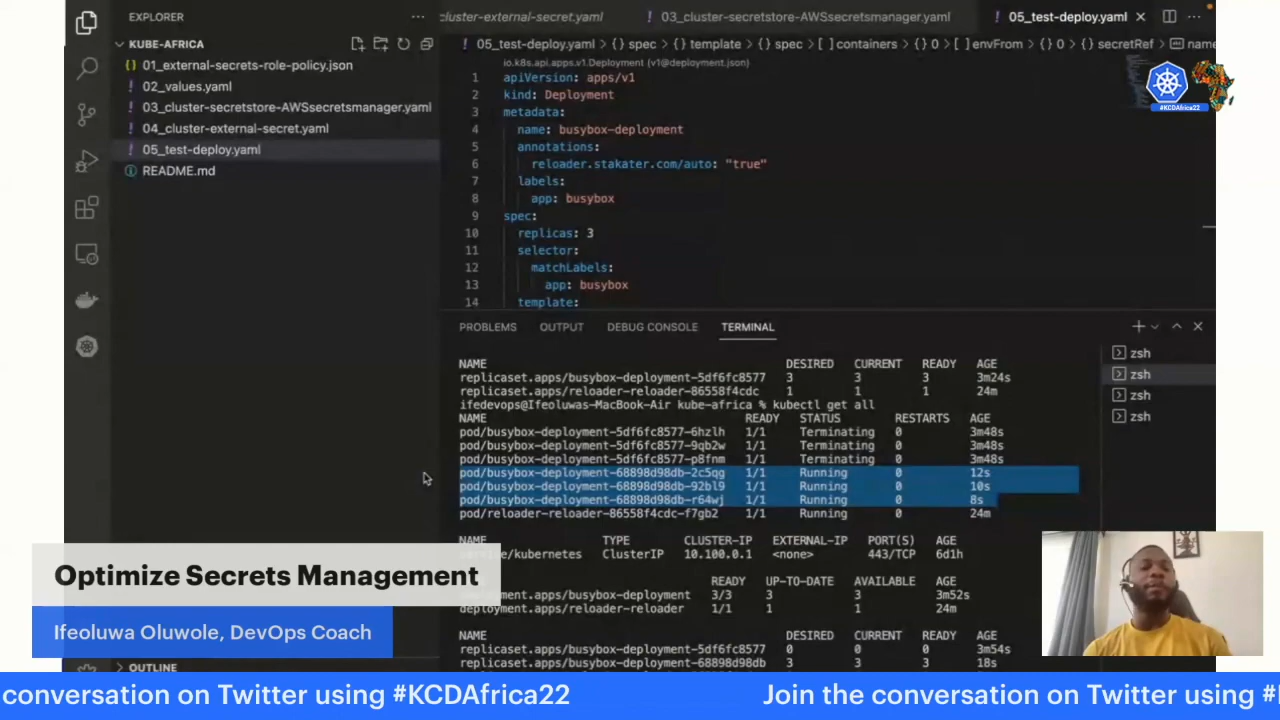 EXPLORER
KUBE-AFRICA
01_external-secrets-role-policy.json
02_values.yaml
03_cluster-secretstore-AWSsecretsmanager.yaml
04_cluster-external-secret.yaml
05_test-deploy.yaml
README.md
OUTLINE
cluster-external-secret.yaml
03_cluster-secretstore-AWSsecretsmanager.yaml
05_test-deploy.yaml
05_test-deploy.yaml > {} spec > {} template > {} spec > [ ] containers > {} 0 > [ ] envFrom > {} 0 > {} secretRef > name
io.k8s.api.apps.v1.Deployment (v1@deployment.json)
1 apiVersion: apps/v1
2 kind: Deployment
3 metadata:
4 name: busybox-deployment
5 annotations:
6 reloader.stakater.com/auto: "true"
7 labels:
8 app: busybox
9 spec:
10 replicas: 3
11 selector:
12 matchLabels:
13 app: busybox
14 template:
#KCDAfrica22
PROBLEMS OUTPUT DEBUG CONSOLE TERMINAL
zsh
zsh
zsh
zsh
NAME DESIRED CURRENT READY AGE
replicaset.apps/busybox-deployment-5df6fc8577 3 3 3 3m24s
replicaset.apps/reloader-reloader-86558f4cdc 1 1 1 24m
ifedevops@Ifeoluwas-MacBook-Air kube-africa % kubectl get all
NAME READY STATUS RESTARTS AGE
pod/busybox-deployment-5df6fc8577-6hzlh 1/1 Terminating 0 3m48s
pod/busybox-deployment-5df6fc8577-9qb2w 1/1 Terminating 0 3m48s
pod/busybox-deployment-5df6fc8577-p8fnm 1/1 Terminating 0 3m48s
pod/busybox-deployment-68898d98db-2c5qg 1/1 Running 0 12s
pod/busybox-deployment-68898d98db-92bl9 1/1 Running 0 10s
pod/busybox-deployment-68898d98db-r64wj 1/1 Running 0 8s
pod/reloader-reloader-86558f4cdc-f7gb2 1/1 Running 0 24m
NAME TYPE CLUSTER-IP EXTERNAL-IP PORT(S) AGE
/kubernetes ClusterIP 10.100.0.1 <none> 443/TCP 6d1h
READY UP-TO-DATE AVAILABLE AGE
ment.apps/busybox-deployment 3/3 3 3 3m52s
deployment.apps/reloader-reloader 1/1 1 1 24m
DESIRED CURRENT READY AGE
ousybox-deployment-5df6fc8577 0 0 0 3m54s
busybox-deployment-68898d98db 3 3 3 18s
Optimize Secrets Management
Ifeoluwa Oluwole, DevOps Coach
conversation on Twitter using #KCDAfrica22 Join the conversation on Twitter using #